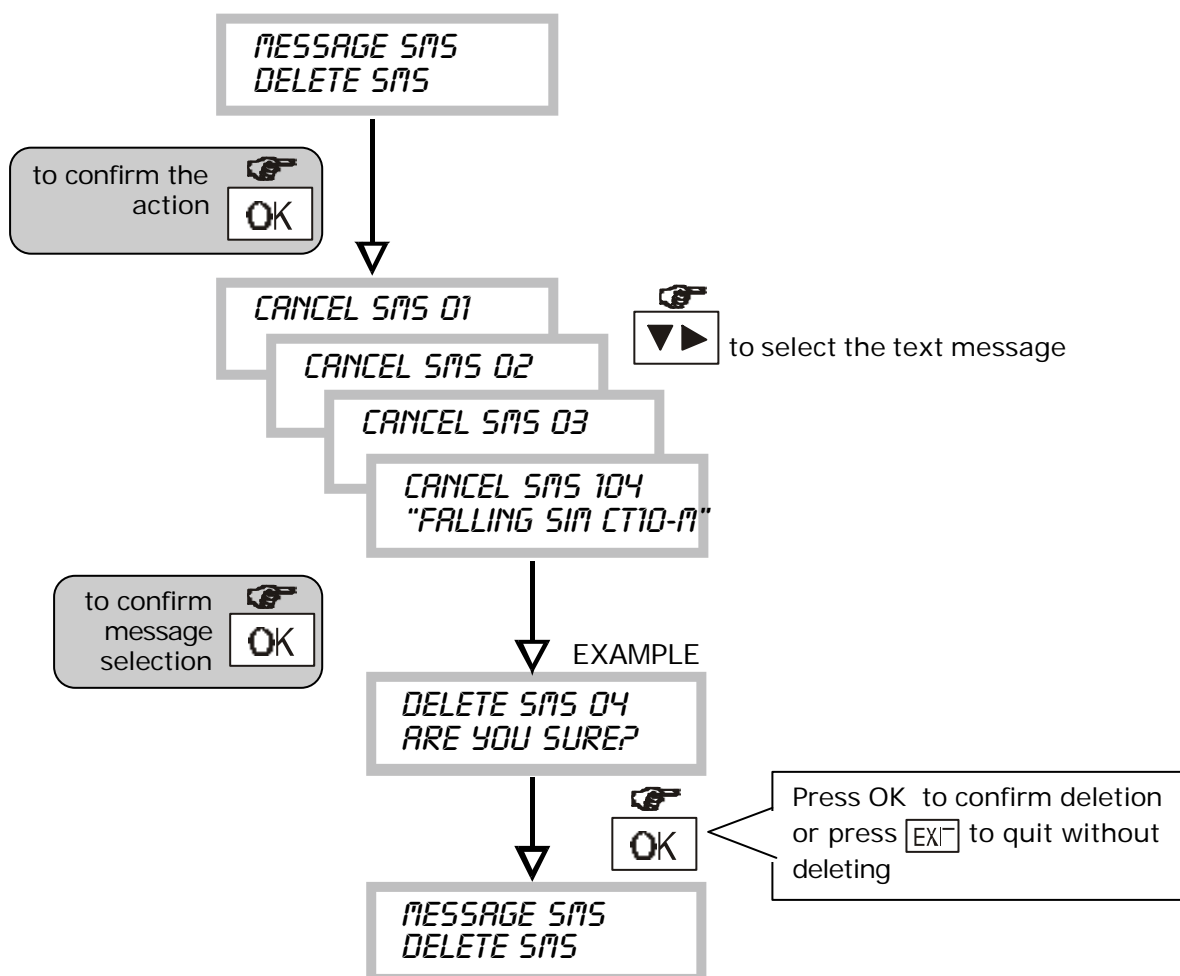 MESSAGE SMS
DELETE SMS
to confirm the
action
OK
CANCEL SMS 01
CANCEL SMS 02
CANCEL SMS 03
CANCEL SMS 104
"FALLING SIM CT10-M"
to select the text message
to confirm
message
selection
OK
EXAMPLE
DELETE SMS 04
ARE YOU SURE?
OK
Press OK to confirm deletion
or press EXIT to quit without
deleting
MESSAGE SMS
DELETE SMS